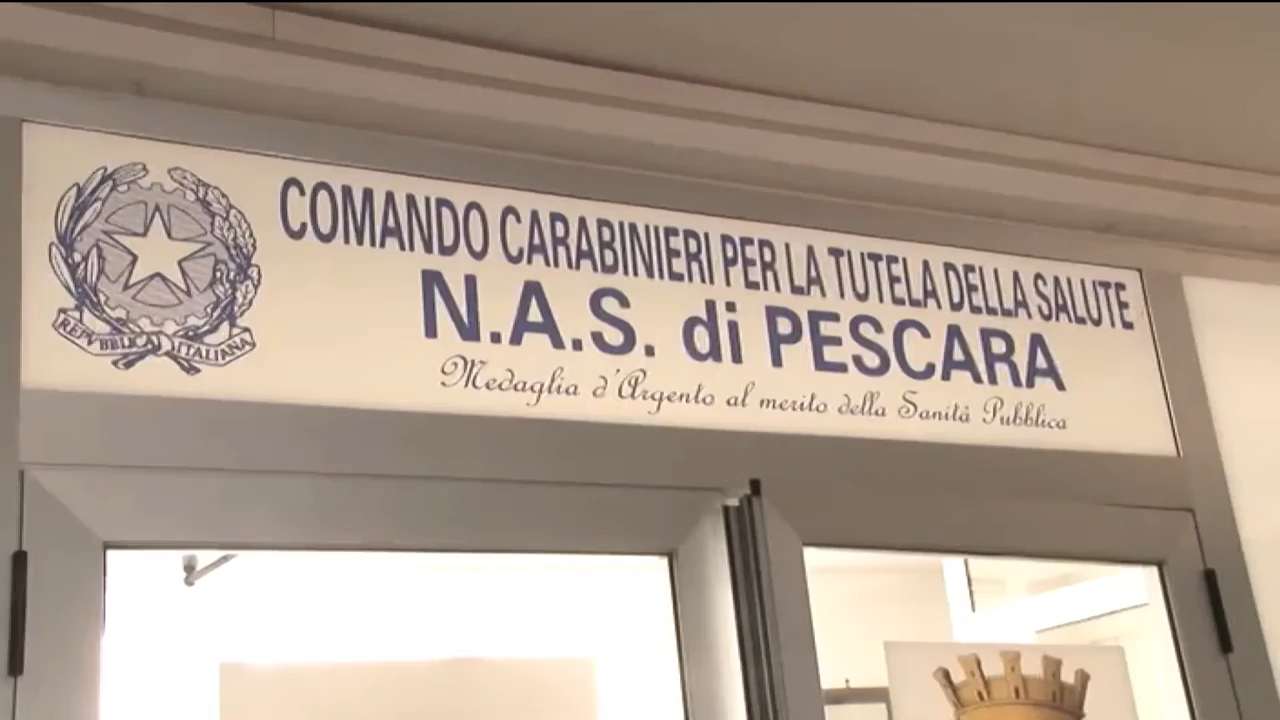 COMANDO CARABINIERI PER LA TUTELA DELLA SALUTE
N.A.S. di PESCARA
Medaglia d'Argento al merito della Sanità Pubblica
REPVBBLICA ITALIANA